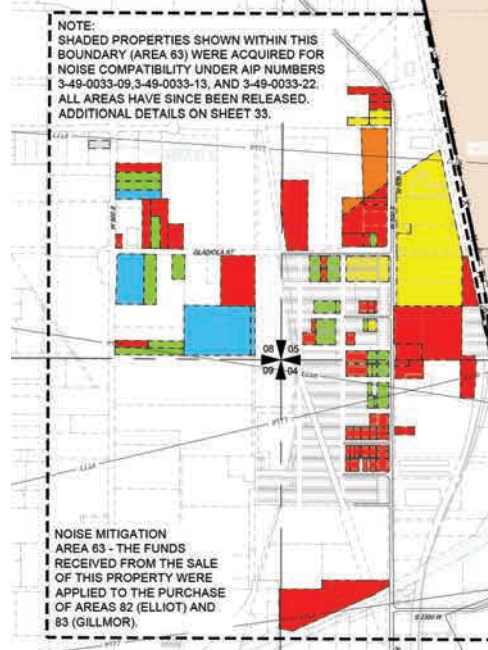 NOTE:
SHADED PROPERTIES SHOWN WITHIN THIS
BOUNDARY (AREA 63) WERE ACQUIRED FOR
NOISE COMPATIBILITY UNDER AIP NUMBERS
3-49-0033-09,3-49-0033-13, AND 3-49-0033-22.
ALL AREAS HAVE SINCE BEEN RELEASED.
ADDITIONAL DETAILS ON SHEET 33.
GLADIOLA ST
08 05
09 04
NOISE MITIGATION
AREA 63 - THE FUNDS
RECEIVED FROM THE SALE
OF THIS PROPERTY WERE
APPLIED TO THE PURCHASE
OF AREAS 82 (ELLIOT) AND
83 (GILLMOR).
S 2300 W